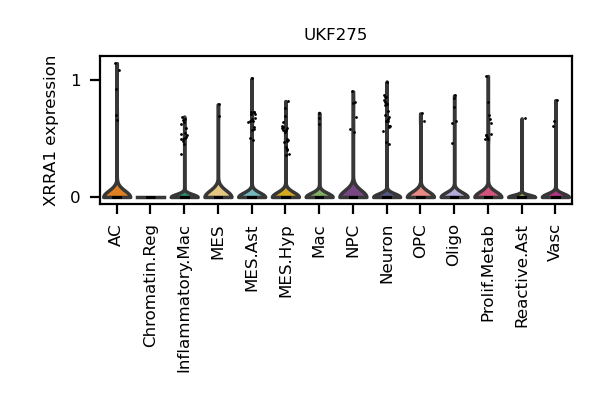 UKF275
XRRA1 expression
1
0
AC
Chromatin.Reg
Inflammatory.Mac
MES
MES.Ast
MES.Hyp
Mac
NPC
Neuron
OPC
Oligo
Prolif.Metab
Reactive.Ast
Vasc